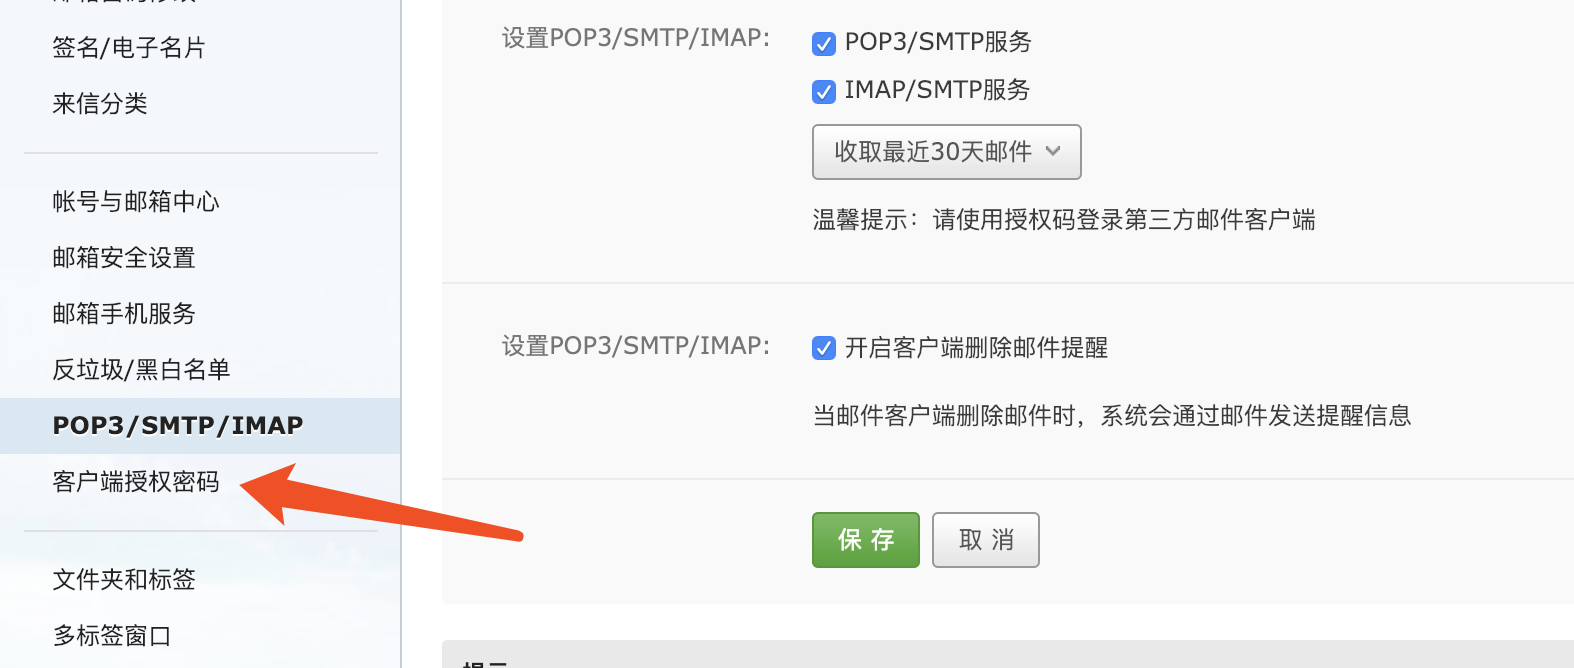 签名/电子名片
来信分类
帐号与邮箱中心
邮箱安全设置
邮箱手机服务
反垃圾/黑白名单
POP3/SMTP/IMAP
客户端授权密码
文件夹和标签
多标签窗口
设置POP3/SMTP/IMAP:
POP3/SMTP服务
IMAP/SMTP服务
收取最近30天邮件
温馨提示：请使用授权码登录第三方邮件客户端
设置POP3/SMTP/IMAP:
开启客户端删除邮件提醒
当邮件客户端删除邮件时，系统会通过邮件发送提醒信息
保 存
取 消